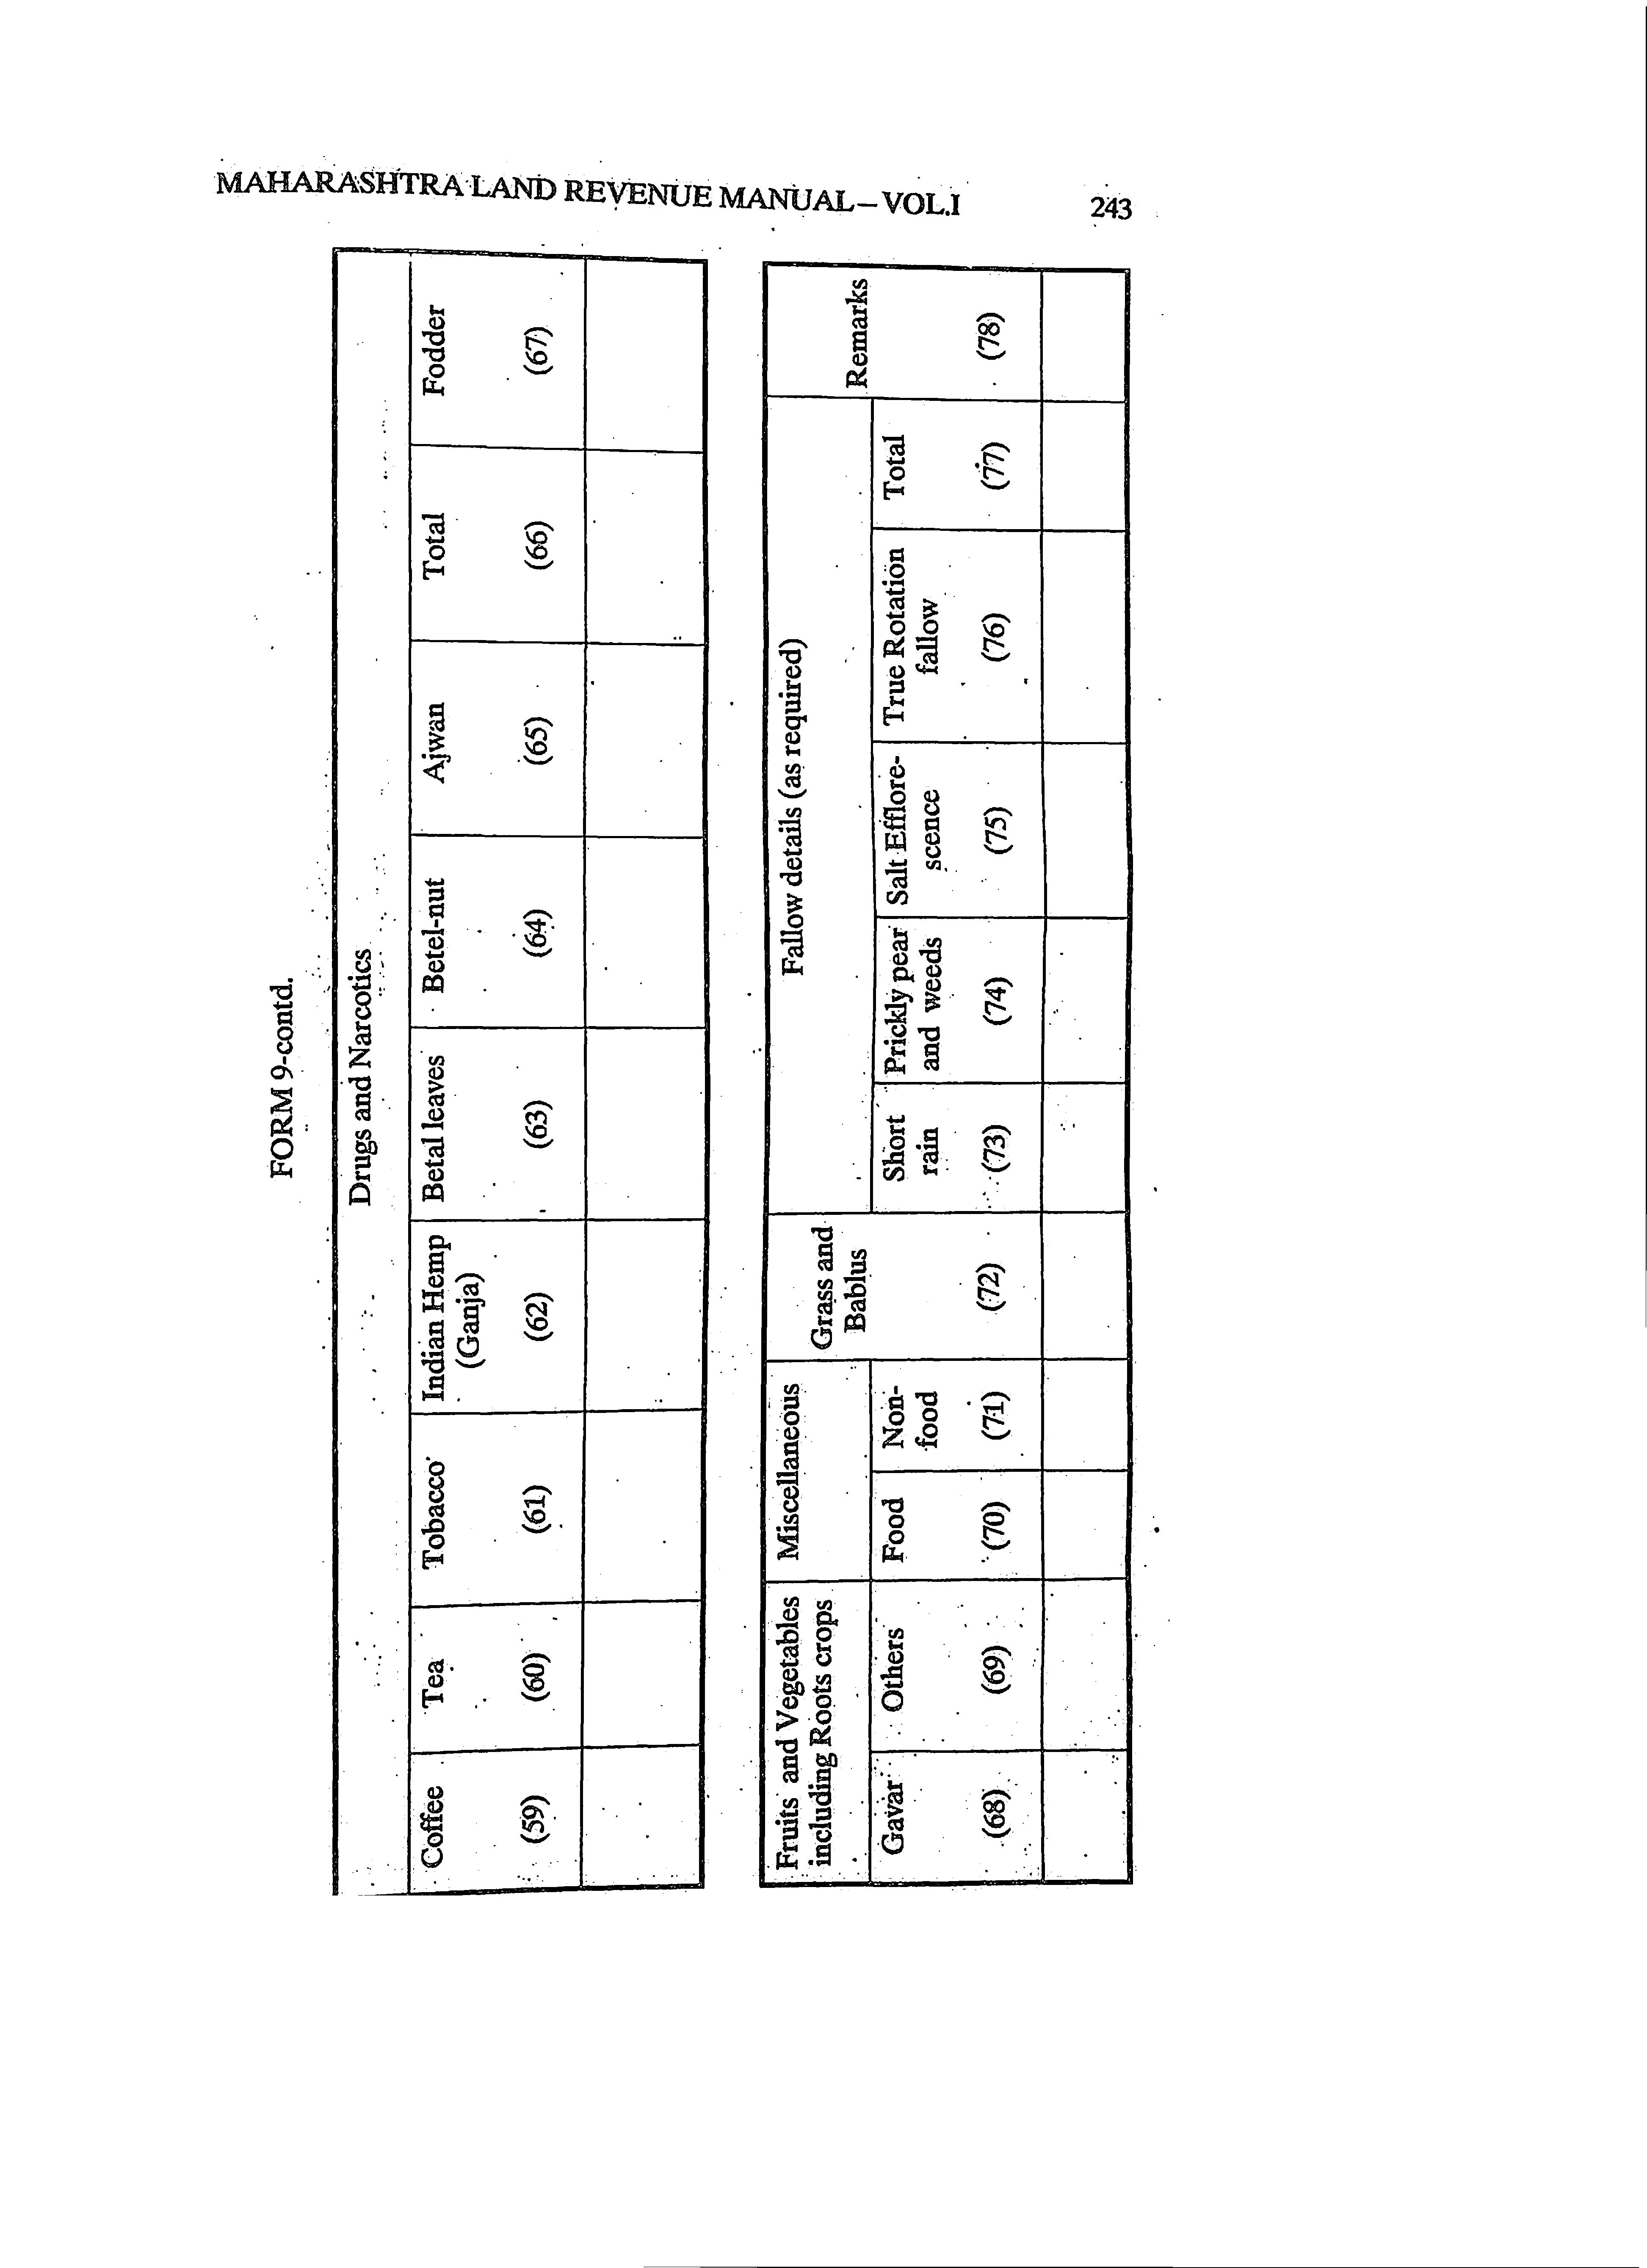 MAHARASHTRA LAND REVENUE MANUAL—VOL.I 243
FORM 9-contd.
Drugs and Narcotics
Coffee Tea Tobacco Indian Hemp Betal leaves Betel-nut Ajwan Total Fodder
(Ganja)
(59) (60) (61) (62) (63) (64) (65) (66) (67)
Fruits and Vegetables Miscellaneous Grass and Fallow details (as required) Remarks
including Roots crops Bablus
Gavar Others Food Non- Short Prickly pear Salt Efflore- True Rotation Total
food rain and weeds scence fallow
(68) (69) (70) (71) (72) (73) (74) (75) (76) (77) (78)